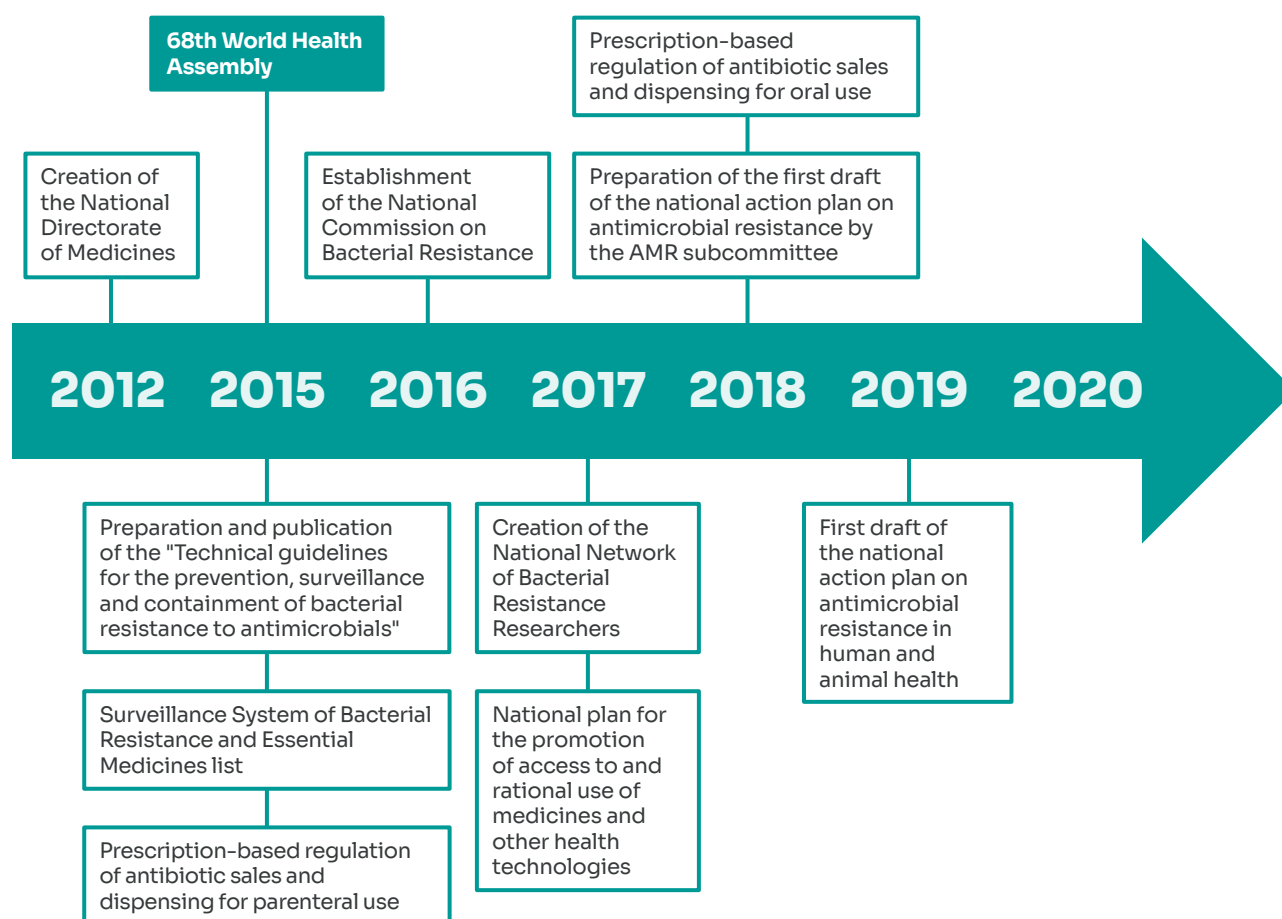 68th World Health
Assembly
Prescription-based
regulation of antibiotic sales
and dispensing for oral use
Creation of
the National
Directorate
of Medicines
Establishment
of the National
Commission on
Bacterial Resistance
Preparation of the first draft
of the national action plan on
antimicrobial resistance by
the AMR subcommittee
2012 2015 2016 2017 2018 2019 2020
Preparation and publication
of the "Technical guidelines
for the prevention, surveillance
and containment of bacterial
resistance to antimicrobials"
Surveillance System of Bacterial
Resistance and Essential
Medicines list
Prescription-based regulation
of antibiotic sales and
dispensing for parenteral use
Creation of the
National Network
of Bacterial
Resistance
Researchers
National plan for
the promotion
of access to and
rational use of
medicines and
other health
technologies
First draft of
the national
action plan on
antimicrobial
resistance in
human and
animal health